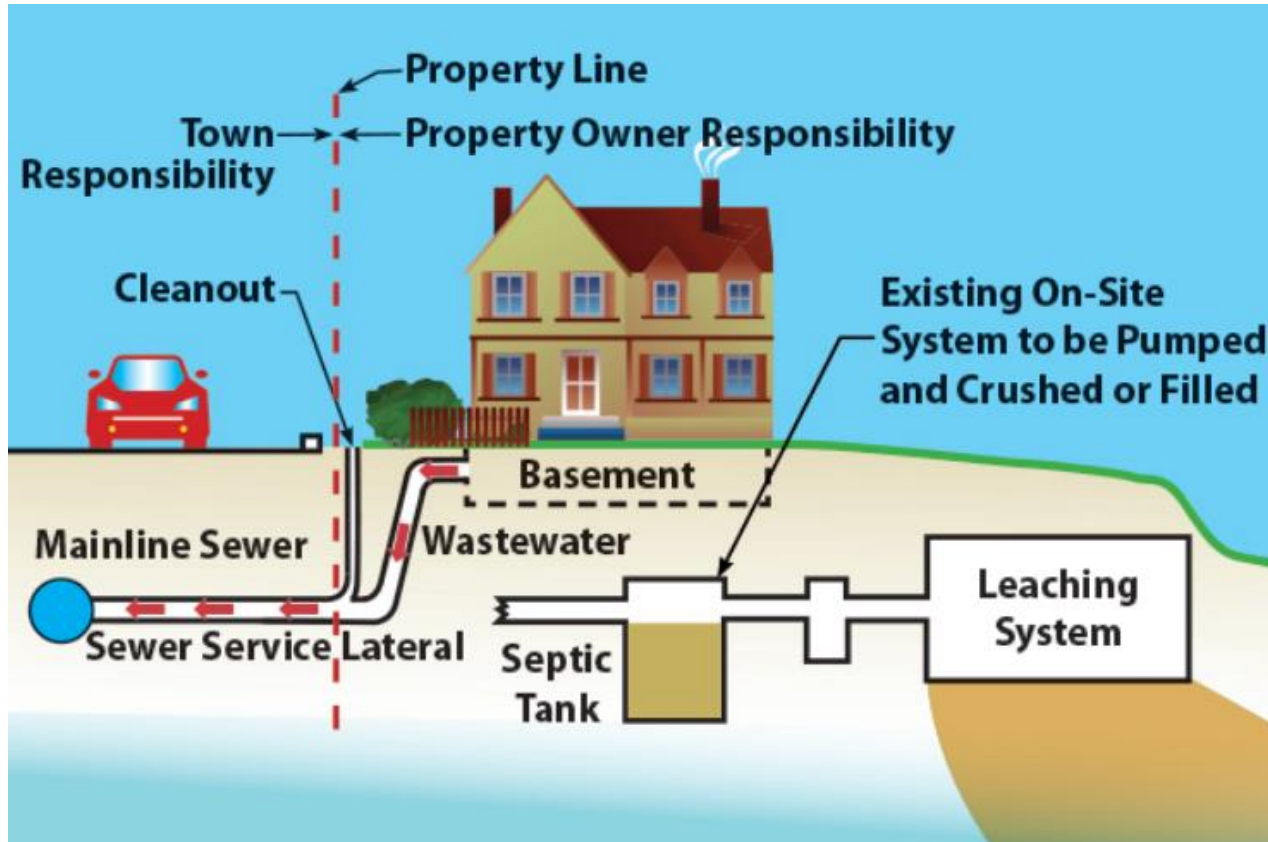 Property Line
Town
Responsibility
Property Owner Responsibility
Cleanout
Existing On-Site
System to be Pumped
and Crushed or Filled
Basement
Mainline Sewer
Wastewater
Sewer Service Lateral
Septic
Tank
Leaching
System